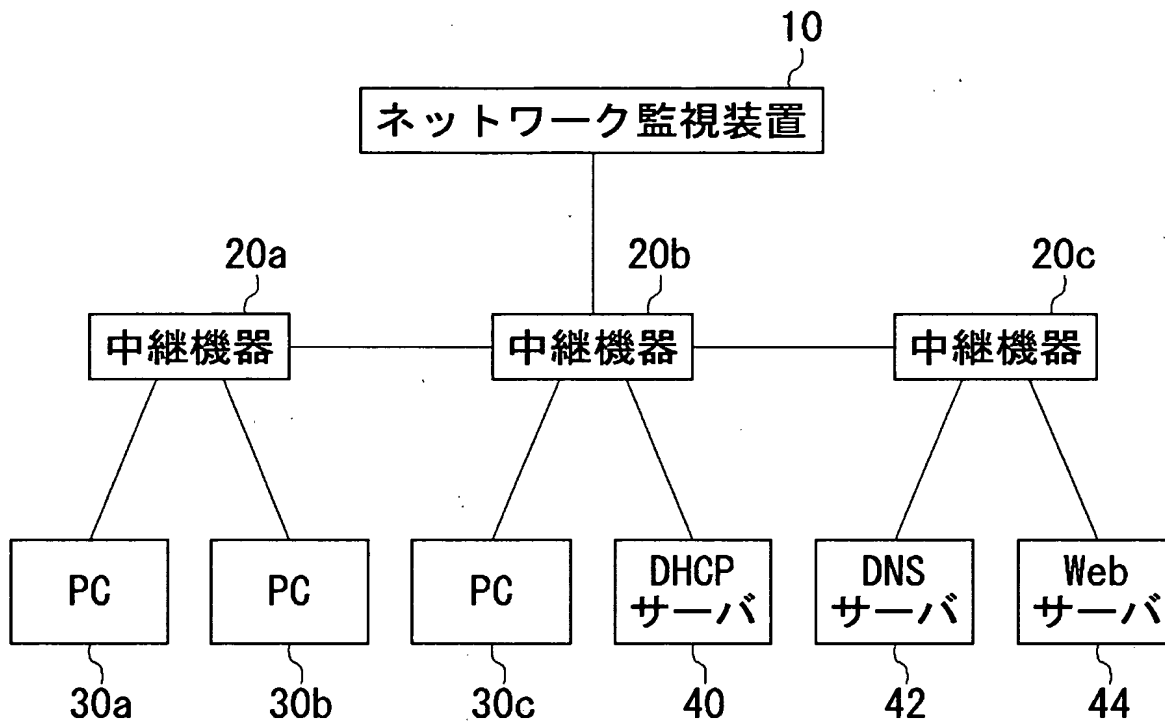 10
ネットワーク監視装置
20a
20b
20c
中継機器
中継機器
中継機器
PC
PC
PC
DHCP
サーバ
DNS
サーバ
Web
サーバ
30a
30b
30c
40
42
44